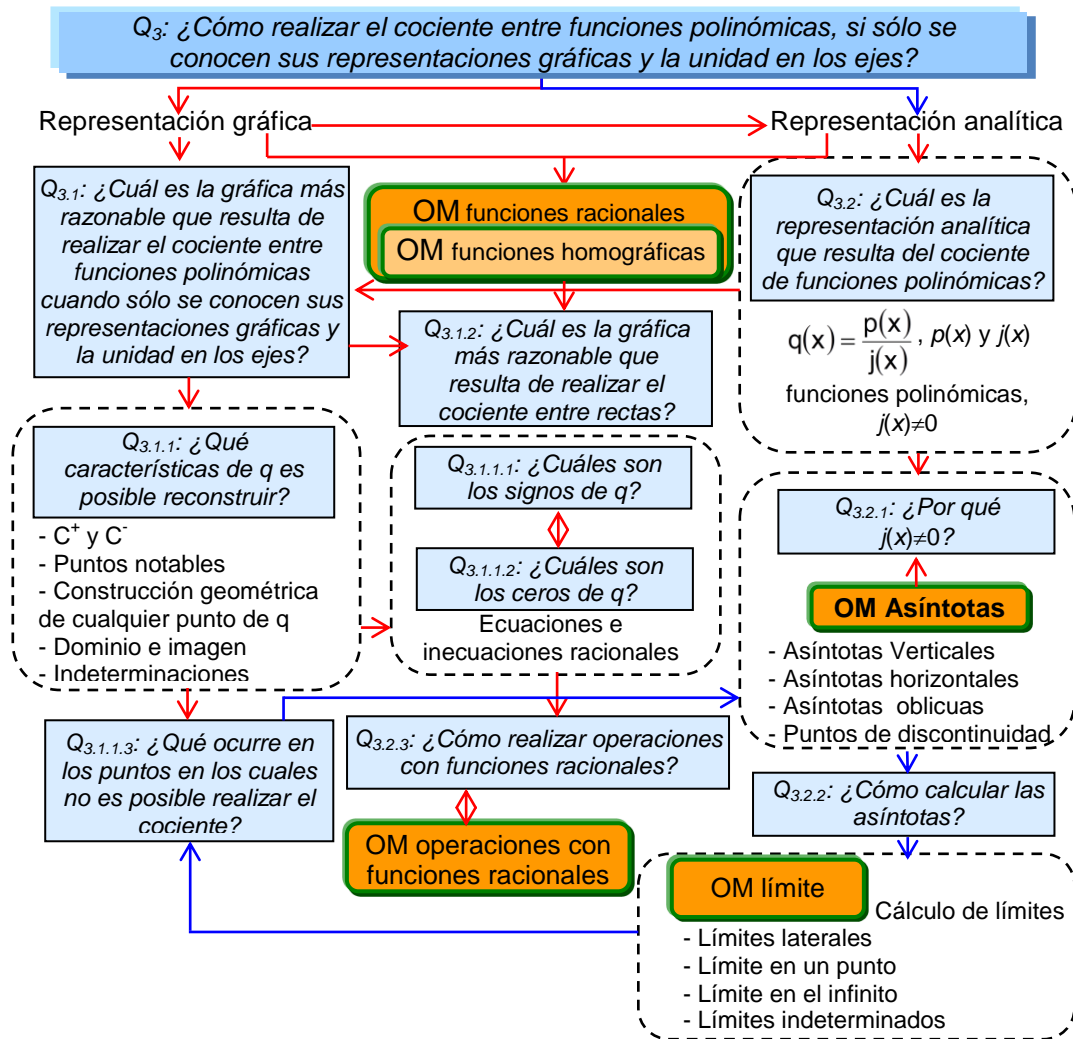 Q3: ¿Cómo realizar el cociente entre funciones polinómicas, si sólo se
conocen sus representaciones gráficas y la unidad en los ejes?
Representación gráfica
Representación analítica
Q3.1: ¿Cuál es la gráfica más
razonable que resulta de
realizar el cociente entre
funciones polinómicas
cuando sólo se conocen sus
representaciones gráficas y
la unidad en los ejes?
OM funciones racionales
OM funciones homográficas
Q3.2: ¿Cuál es la
representación analítica
que resulta del cociente
de funciones polinómicas?
q(x) = p(x)/j(x) , p(x) y j(x)
funciones polinómicas,
j(x)≠0
Q3.1.2: ¿Cuál es la gráfica
más razonable que
resulta de realizar el
cociente entre rectas?
Q3.1.1: ¿Qué
características de q es
posible reconstruir?
- C+ y C-
- Puntos notables
- Construcción geométrica
de cualquier punto de q
- Dominio e imagen
- Indeterminaciones
Q3.1.1.1: ¿Cuáles son
los signos de q?
Q3.1.1.2: ¿Cuáles son
los ceros de q?
Ecuaciones e
inecuaciones racionales
Q3.2.1: ¿Por qué
j(x)≠0?
OM Asíntotas
- Asíntotas Verticales
- Asíntotas horizontales
- Asíntotas oblicuas
- Puntos de discontinuidad
Q3.1.1.3: ¿Qué ocurre en
los puntos en los cuales
no es posible realizar el
cociente?
Q3.2.3: ¿Cómo realizar operaciones
con funciones racionales?
OM operaciones con
funciones racionales
Q3.2.2: ¿Cómo calcular las
asíntotas?
OM límite
Cálculo de límites
- Límites laterales
- Límite en un punto
- Límite en el infinito
- Límites indeterminados